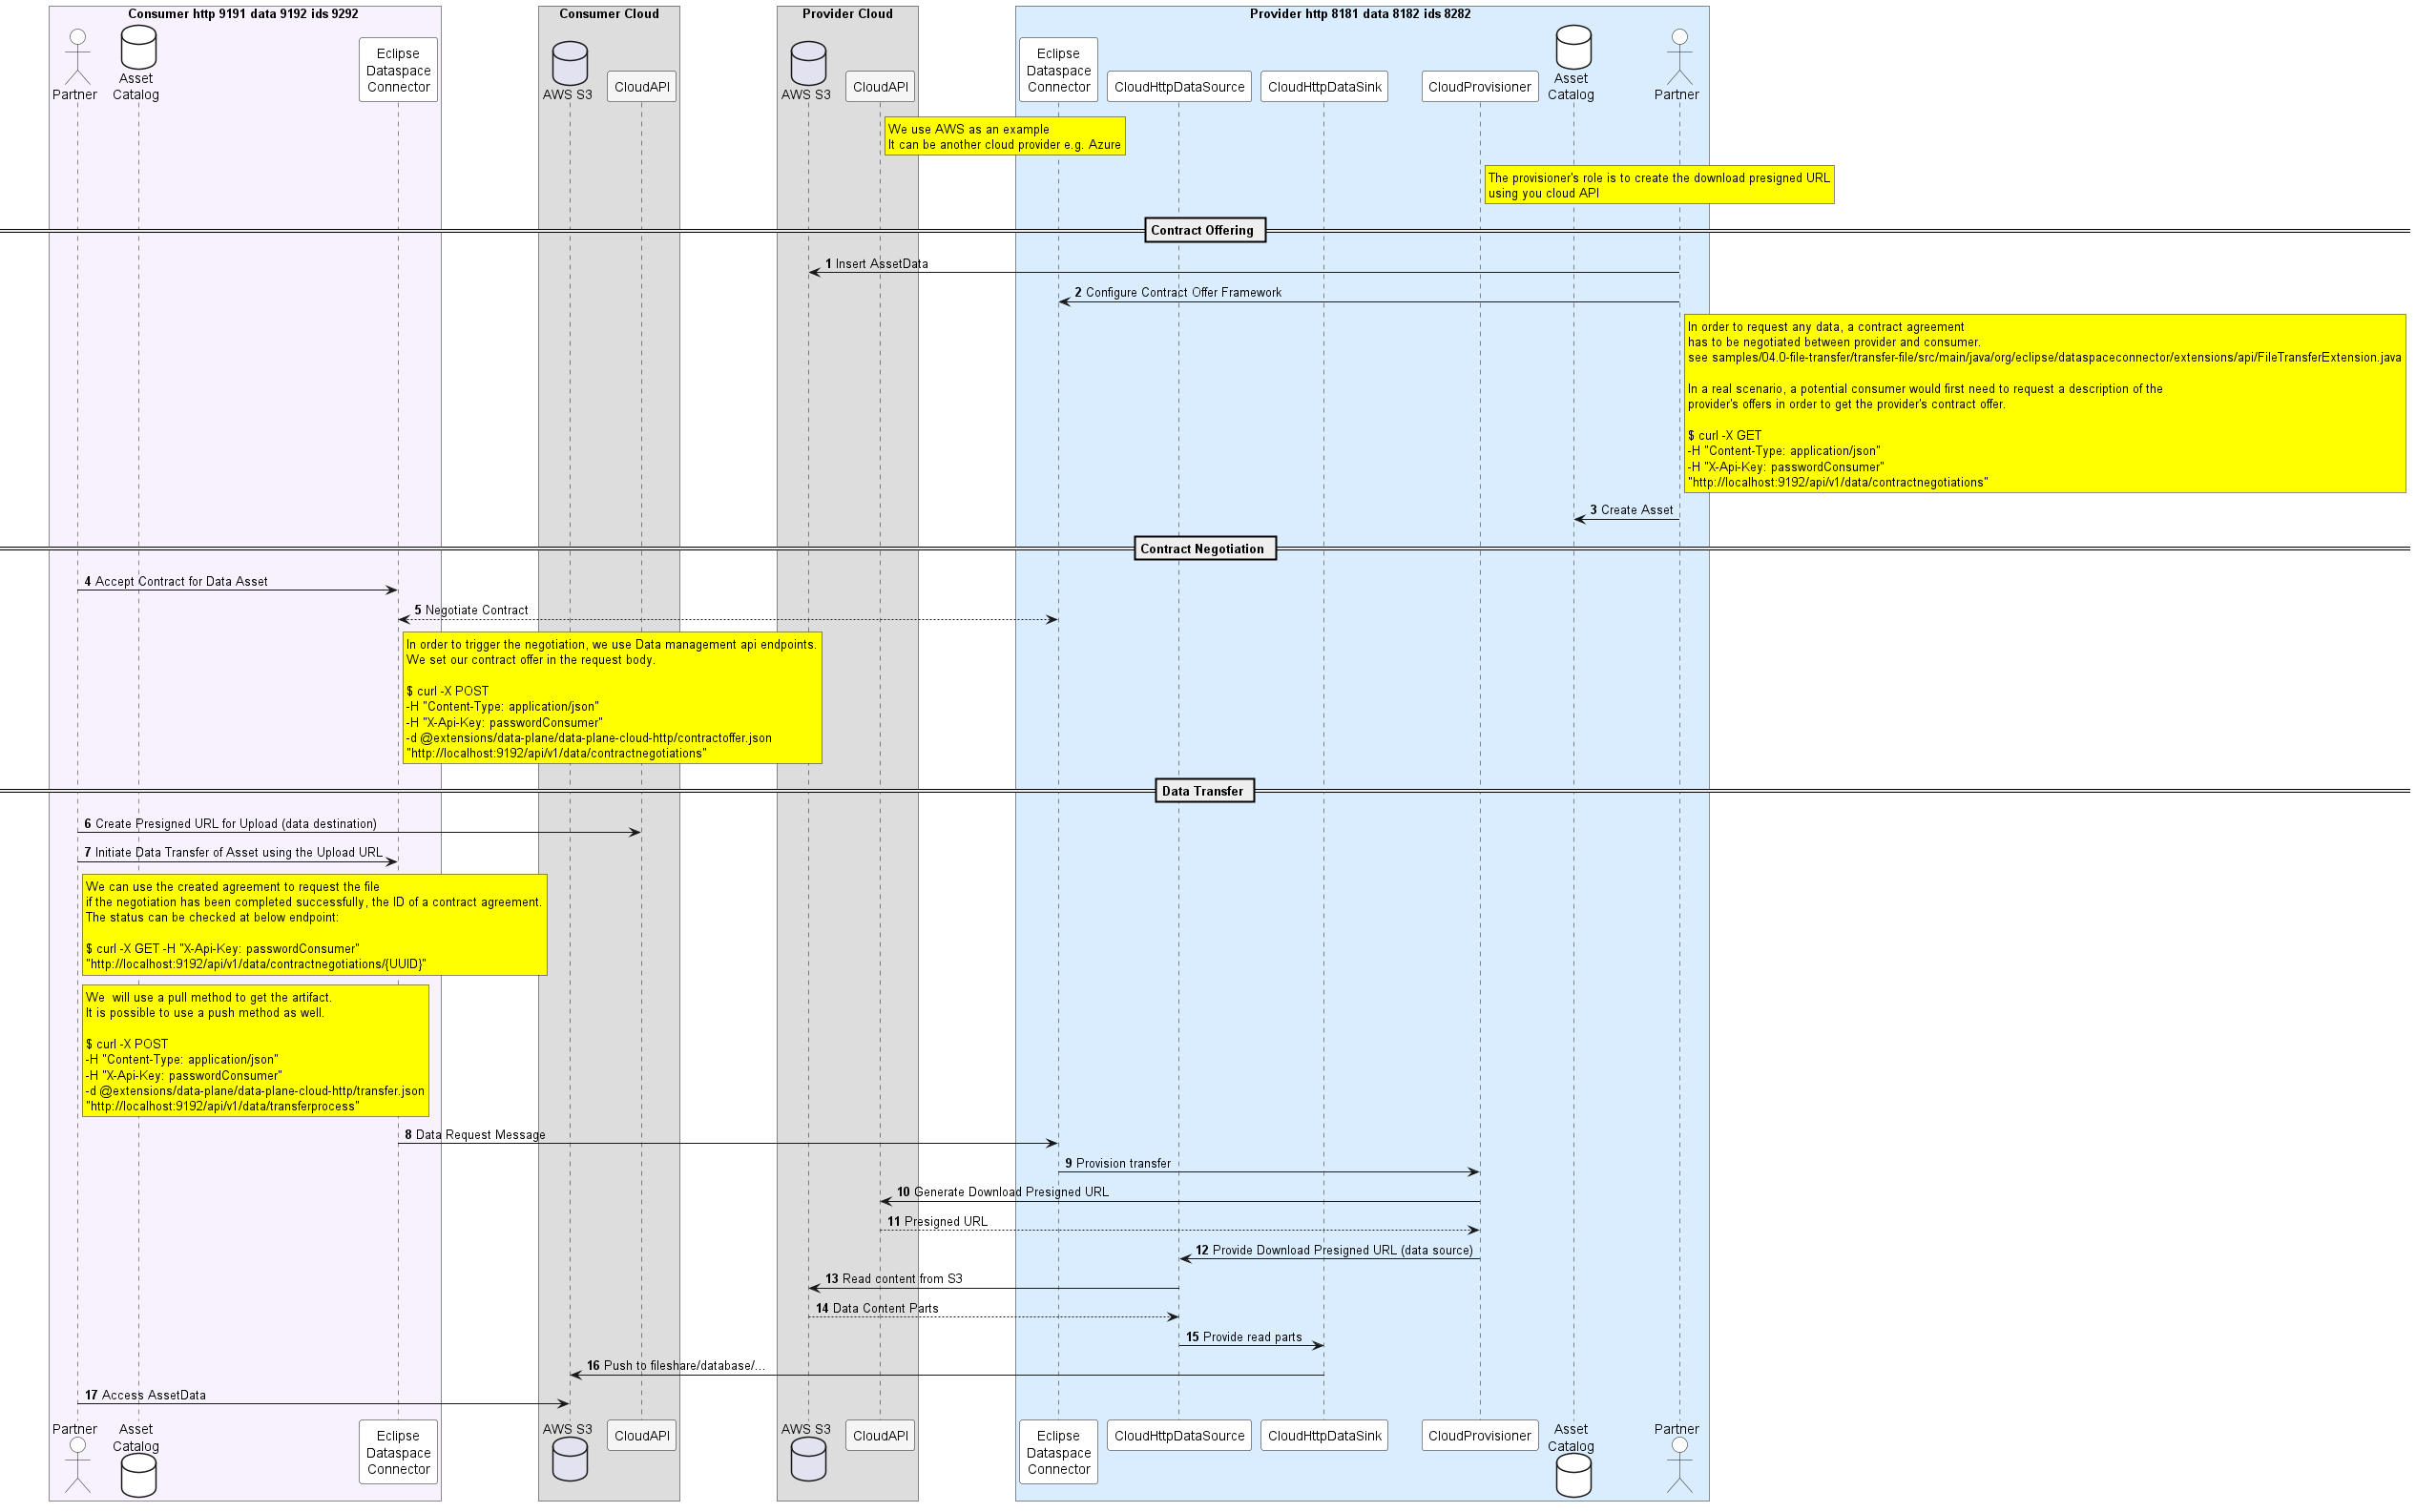 Consumer http 9191 data 9192 ids 9292
Consumer Cloud
Provider Cloud
Provider http 8181 data 8182 ids 8282
Partner
Asset
Catalog
Eclipse
Dataspace
Connector
AWS S3
CloudAPI
AWS S3
CloudAPI
Eclipse
Dataspace
Connector
CloudHttpDataSource
CloudHttpDataSink
CloudProvisioner
Asset
Catalog
Partner
We use AWS as an example
It can be another cloud provider e.g. Azure
The provisioner's role is to create the download presigned URL
using you cloud API
Contract Offering
1 Insert AssetData
2 Configure Contract Offer Framework
In order to request any data, a contract agreement
has to be negotiated between provider and consumer.
see samples/04.0-file-transfer/transfer-file/src/main/java/org/eclipse/dataspaceconnector/extensions/api/FileTransferExtension.java
In a real scenario, a potential consumer would first need to request a description of the
provider's offers in order to get the provider's contract offer.
$ curl -X GET
-H "Content-Type: application/json"
-H "X-Api-Key: passwordConsumer"
"http://localhost:9192/api/v1/data/contractnegotiations"
3 Create Asset
Contract Negotiation
4 Accept Contract for Data Asset
5 Negotiate Contract
In order to trigger the negotiation, we use Data management api endpoints.
We set our contract offer in the request body.
$ curl -X POST
-H "Content-Type: application/json"
-H "X-Api-Key: passwordConsumer"
-d @extensions/data-plane/data-plane-cloud-http/contractoffer.json
"http://localhost:9192/api/v1/data/contractnegotiations"
Data Transfer
6 Create Presigned URL for Upload (data destination)
7 Initiate Data Transfer of Asset using the Upload URL
We can use the created agreement to request the file
if the negotiation has been completed successfully, the ID of a contract agreement.
The status can be checked at below endpoint:
$ curl -X GET -H "X-Api-Key: passwordConsumer"
"http://localhost:9192/api/v1/data/contractnegotiations/{UUID}"
We  will use a pull method to get the artifact.
It is possible to use a push method as well.
$ curl -X POST
-H "Content-Type: application/json"
-H "X-Api-Key: passwordConsumer"
-d @extensions/data-plane/data-plane-cloud-http/transfer.json
"http://localhost:9192/api/v1/data/transferprocess"
8 Data Request Message
9 Provision transfer
10 Generate Download Presigned URL
11 Presigned URL
12 Provide Download Presigned URL (data source)
13 Read content from S3
14 Data Content Parts
15 Provide read parts
16 Push to fileshare/database/...
17 Access AssetData
Partner
Asset
Catalog
Eclipse
Dataspace
Connector
AWS S3
CloudAPI
AWS S3
CloudAPI
Eclipse
Dataspace
Connector
CloudHttpDataSource
CloudHttpDataSink
CloudProvisioner
Asset
Catalog
Partner